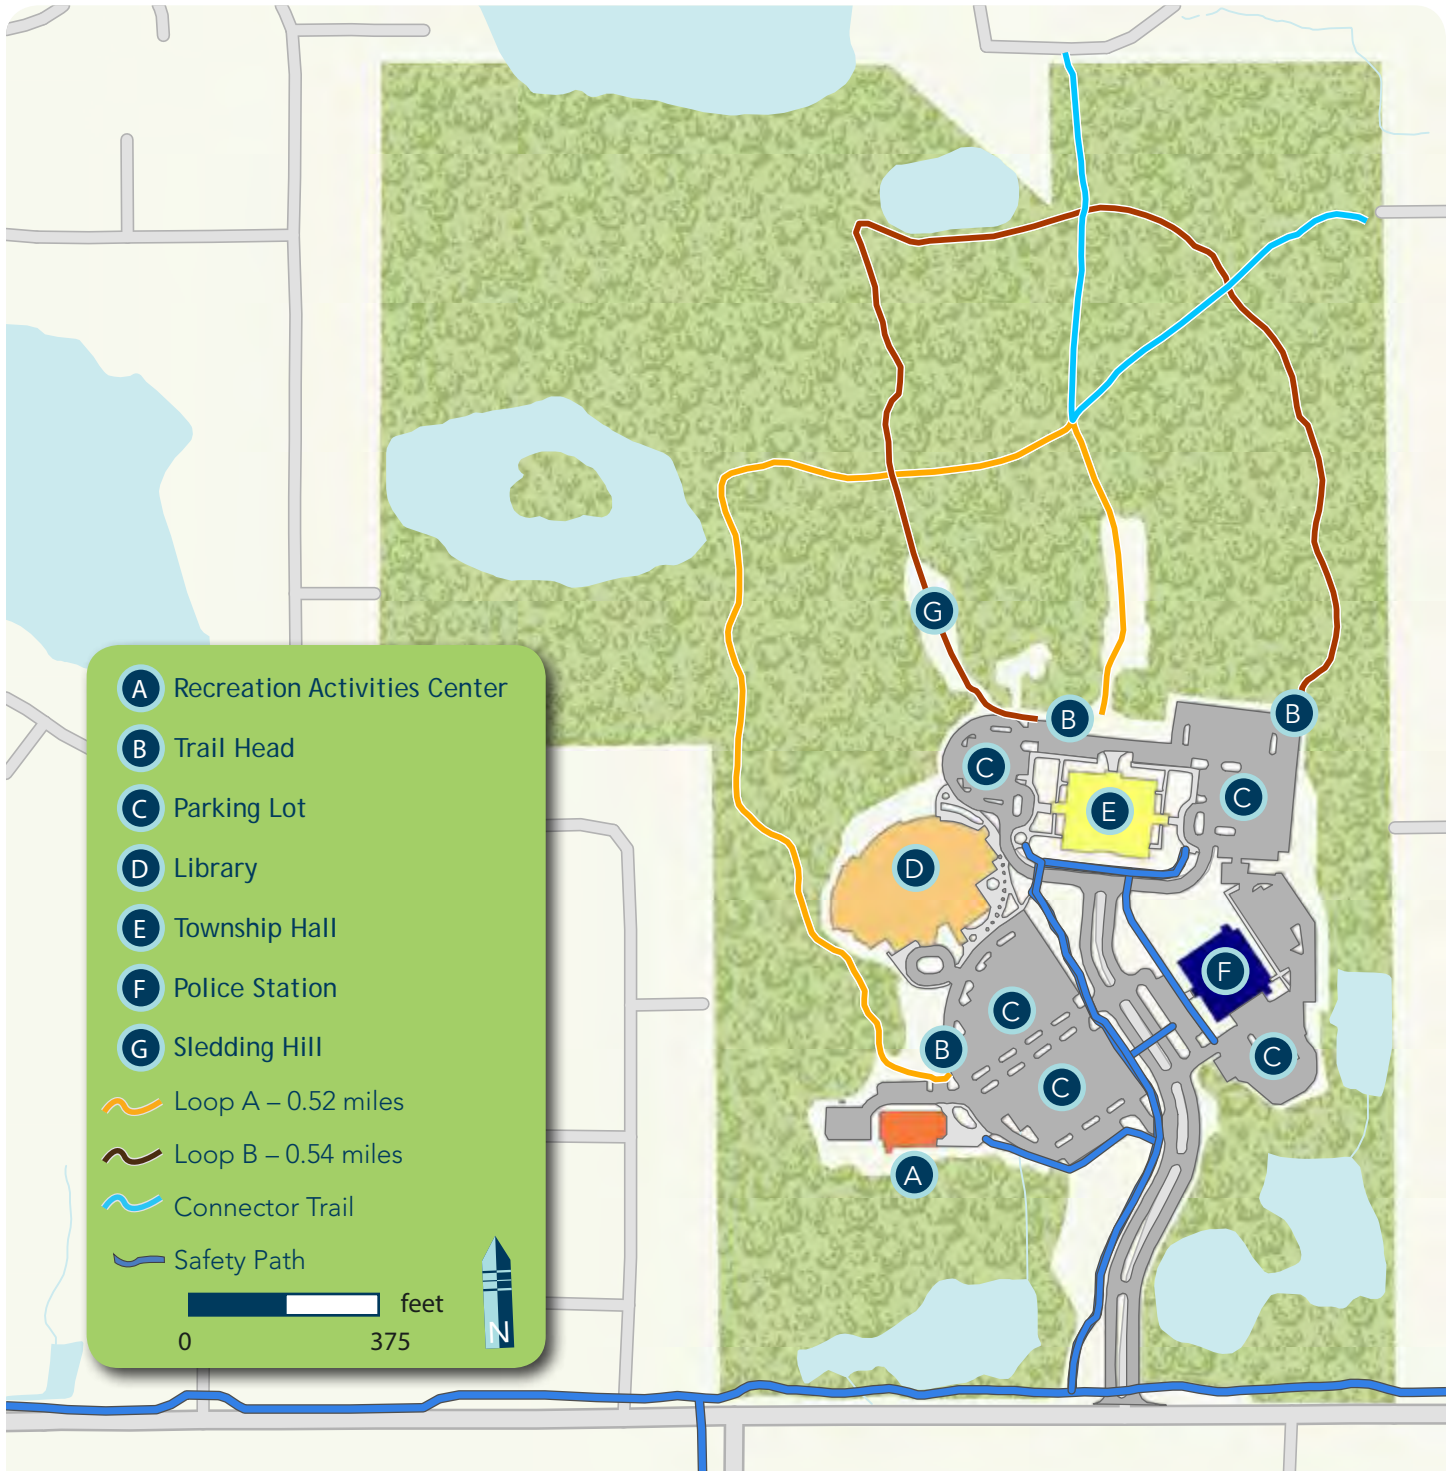 G
B
B
C
C
E
D
F
C
B
C
C
A
A Recreation Activities Center
B Trail Head
C Parking Lot
D Library
E Township Hall
F Police Station
G Sledding Hill
Loop A – 0.52 miles
Loop B – 0.54 miles
Connector Trail
Safety Path
feet
0 375
N